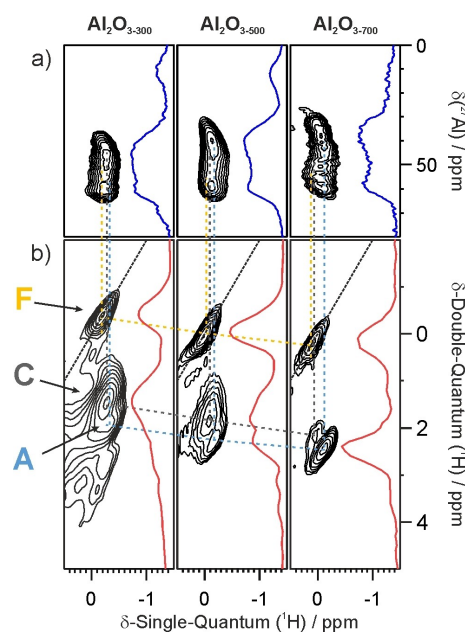 Al₂O₃₋₃₀₀ Al₂O₃₋₅₀₀ Al₂O₃₋₇₀₀
a)
0
50
δ(²⁷Al) / ppm
b)
F
C
A
0
2
4
δ-Double-Quantum (¹H) / ppm
0 -1 0 -1 0 -1
δ-Single-Quantum (¹H) / ppm